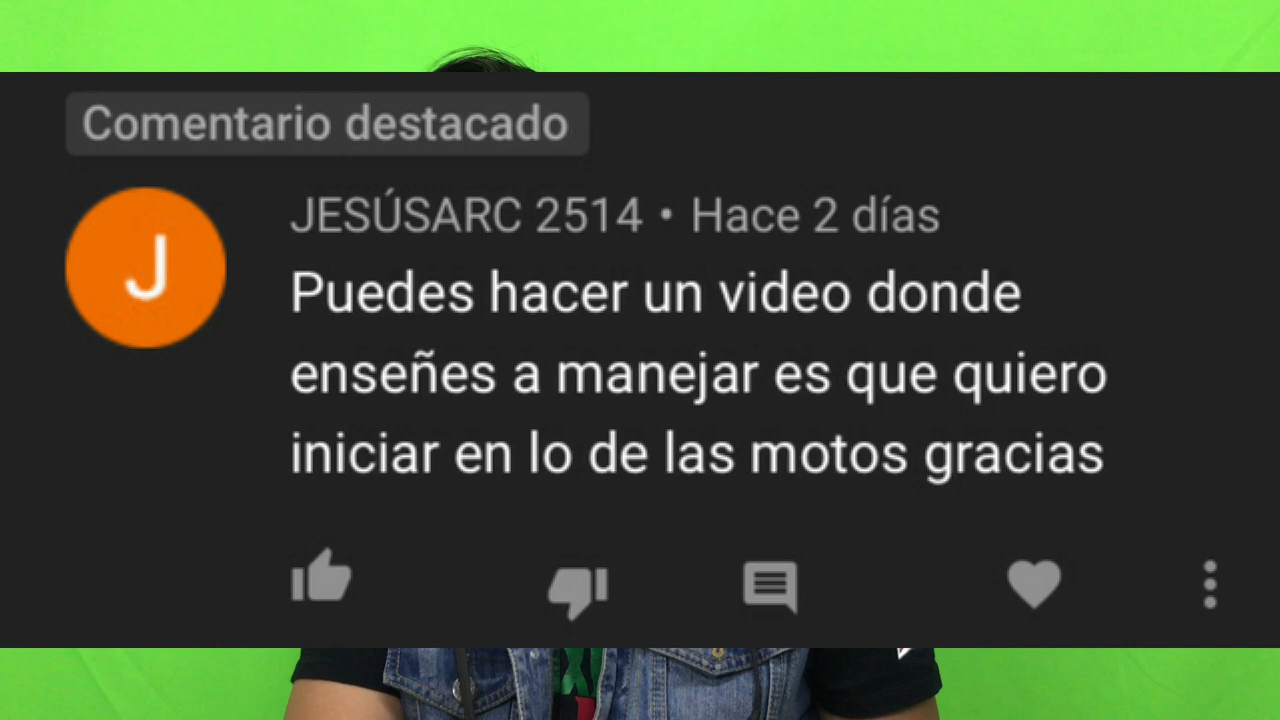 Comentario destacado
J
JESÚSARC 2514 • Hace 2 días
Puedes hacer un video donde
enseñes a manejar es que quiero
iniciar en lo de las motos gracias